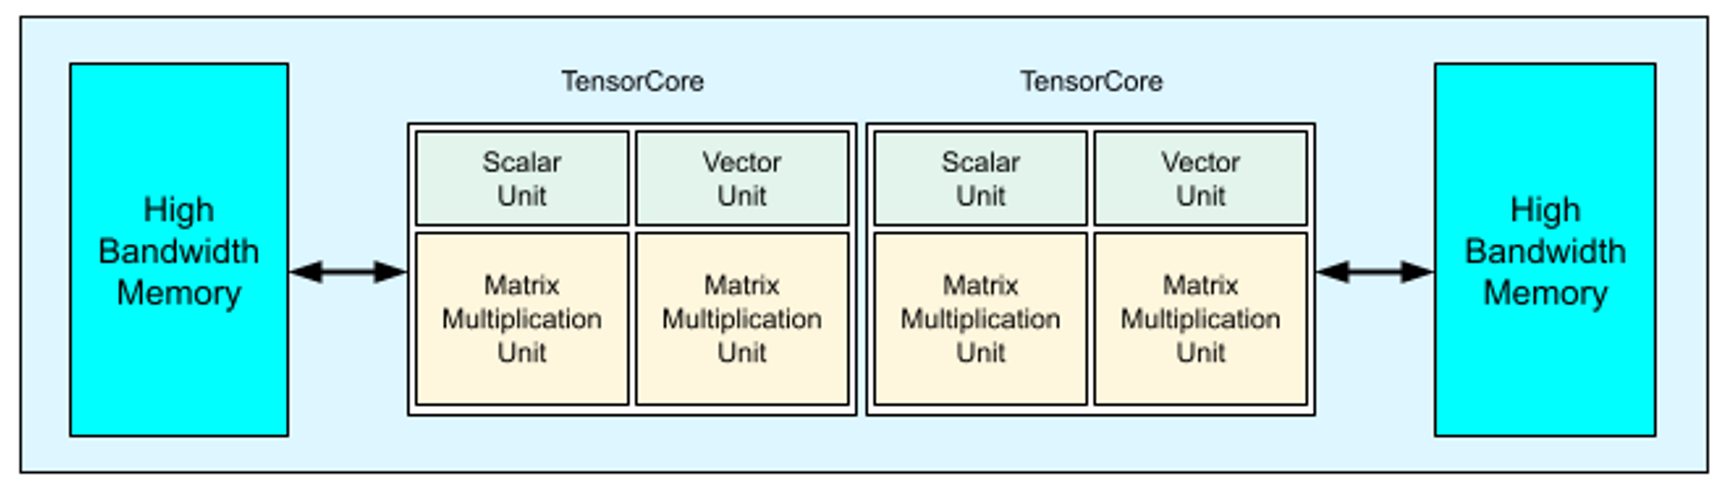 TensorCore
TensorCore
High
Bandwidth
Memory
Scalar
Unit
Vector
Unit
Matrix
Multiplication
Unit
Matrix
Multiplication
Unit
Scalar
Unit
Vector
Unit
Matrix
Multiplication
Unit
Matrix
Multiplication
Unit
High
Bandwidth
Memory